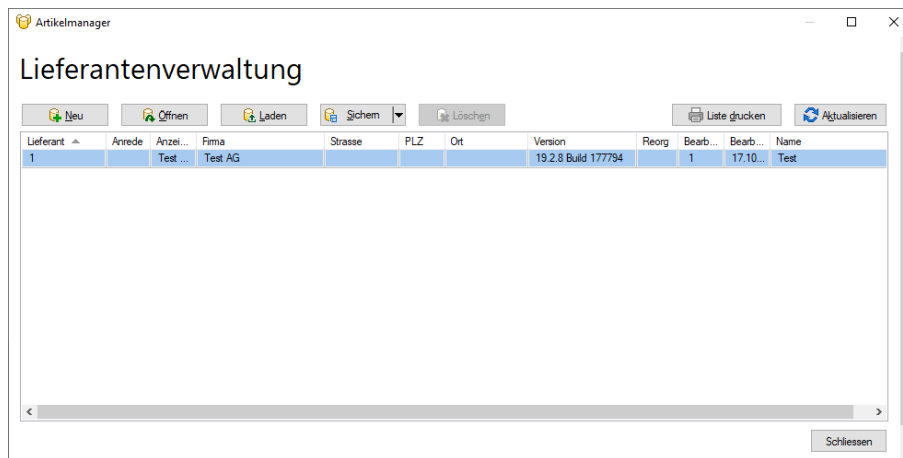 Artikelmanager
Lieferantenverwaltung
Neu Öffnen Laden Sichern Löschen Liste drucken Aktualisieren
Lieferant Anrede Anzei... Firma Strasse PLZ Ort Version Reorg Bearb... Bearb... Name
1 Test ... Test AG 19.2.8 Build 177794 1 17.10... Test
Schliessen